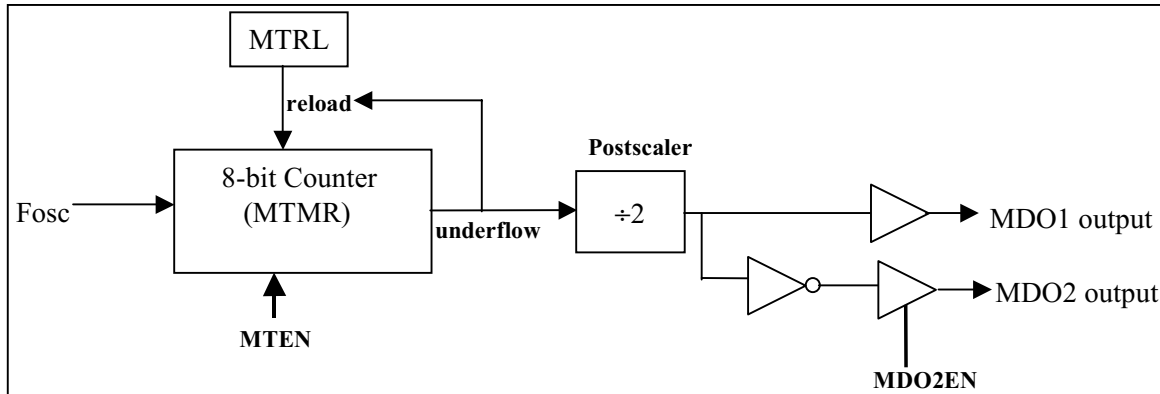 MTRL
reload
Postscaler
8-bit Counter
(MTMR)
Fosc
underflow
÷2
MDO1 output
MDO2 output
MTEN
MDO2EN